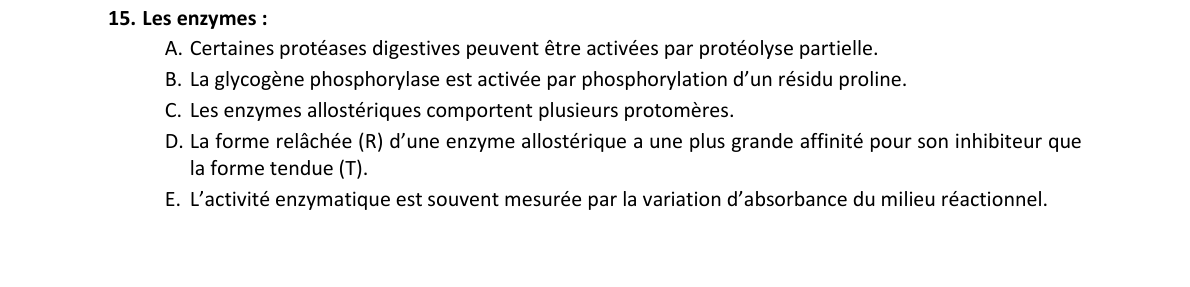 15. Les enzymes :
A. Certaines protéases digestives peuvent être activées par protéolyse partielle.
B. La glycogène phosphorylase est activée par phosphorylation d’un résidu proline.
C. Les enzymes allostériques comportent plusieurs protomères.
D. La forme relâchée (R) d’une enzyme allostérique a une plus grande affinité pour son inhibiteur que
la forme tendue (T).
E. L’activité enzymatique est souvent mesurée par la variation d’absorbance du milieu réactionnel.